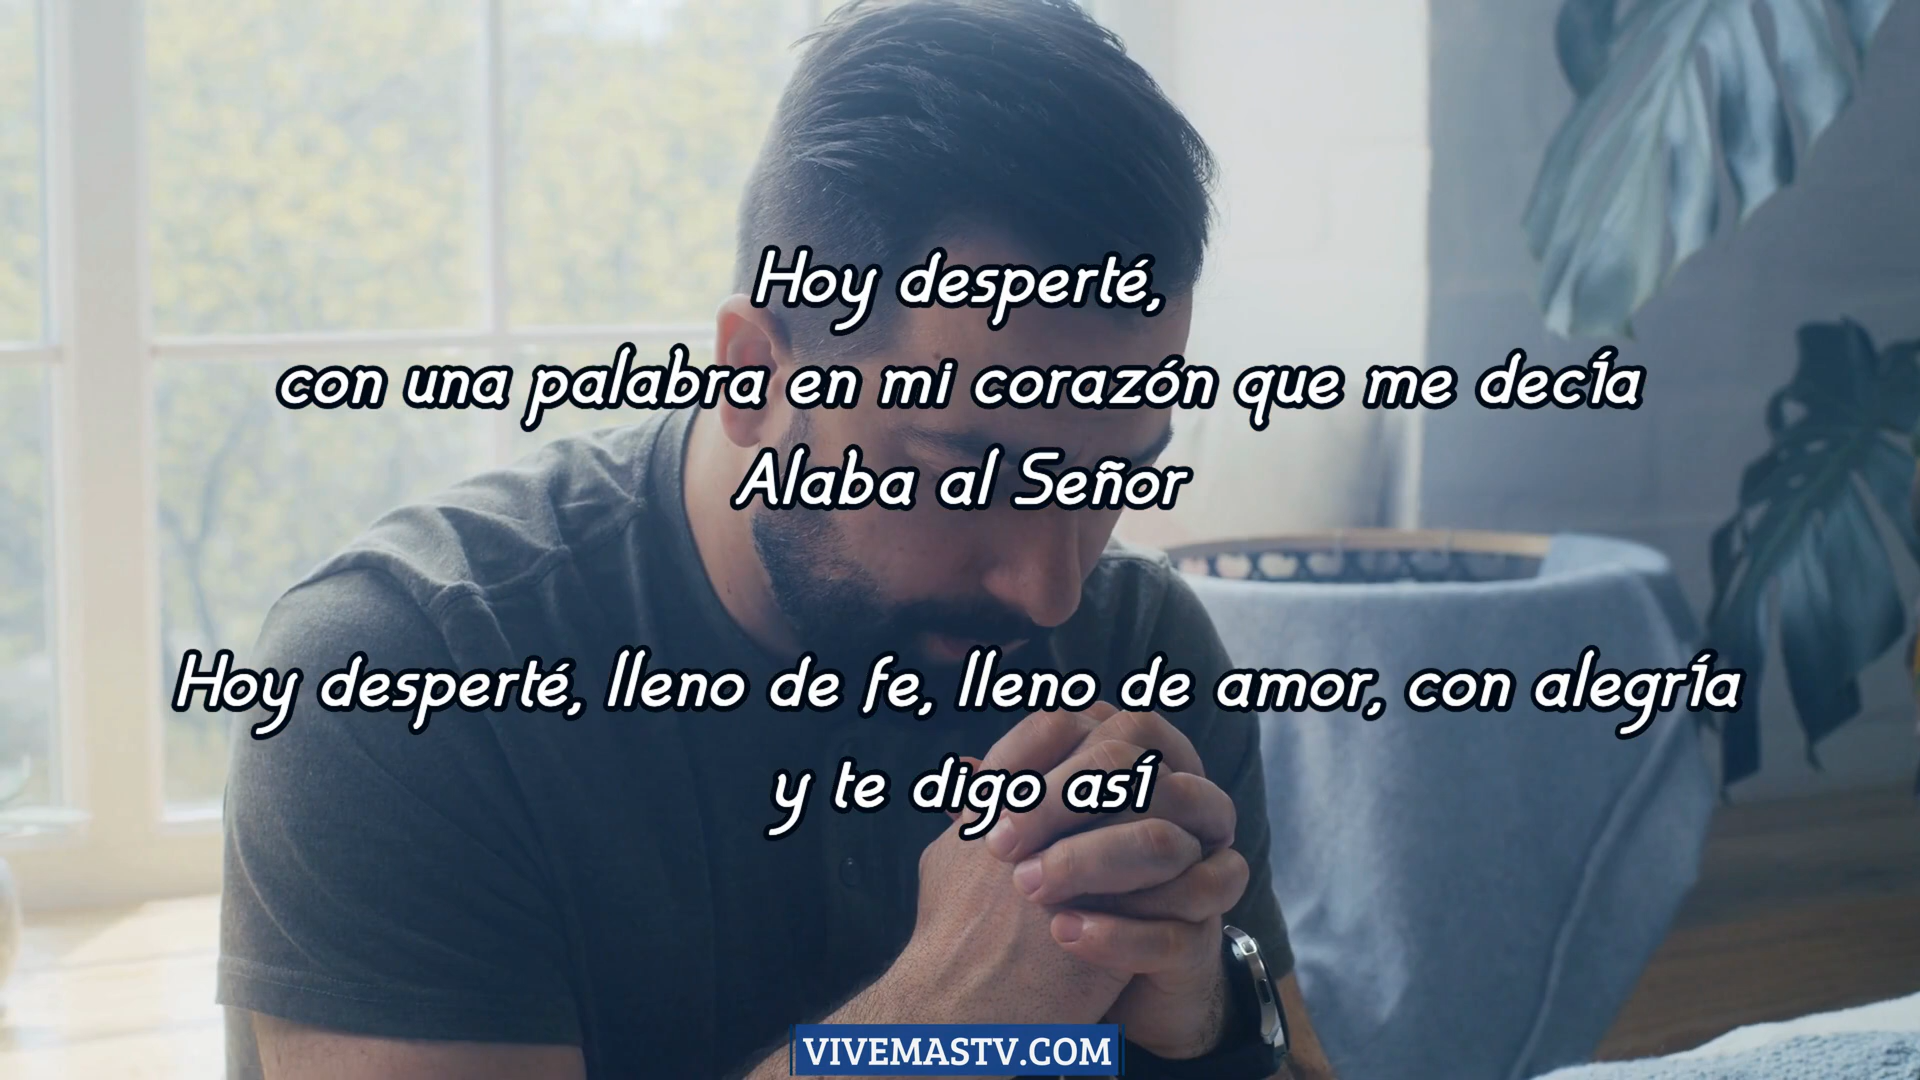 Hoy desperté,
con una palabra en mi corazón que me decía
Alaba al Señor
Hoy desperté, lleno de fe, lleno de amor, con alegría
y te digo así
VIVEMASTV.COM